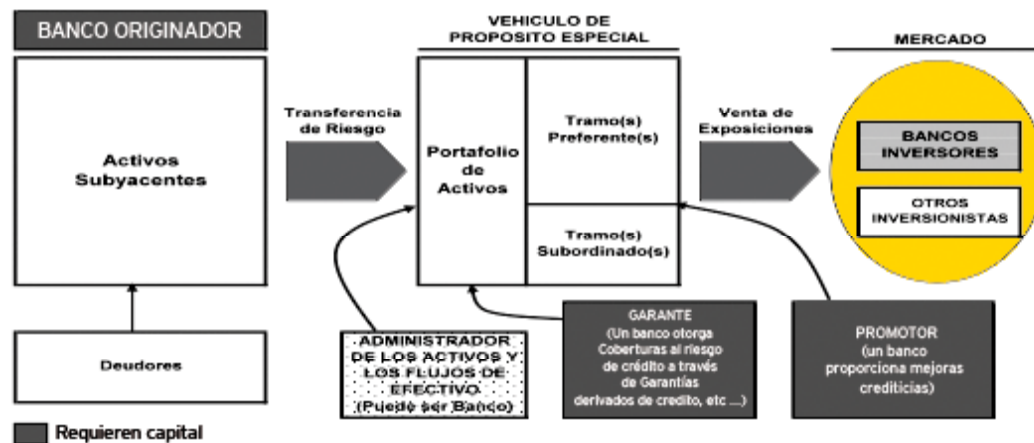 BANCO ORIGINADOR
Activos
Subyacentes
Deudores
Transferencia
de Riesgo
VEHICULO DE
PROPOSITO ESPECIAL
Portafolio
de
Activos
Tramo(s)
Preferente(s)
Tramo(s)
Subordinado(s)
Venta de
Exposiciones
MERCADO
BANCOS
INVERSORES
OTROS
INVERSIONISTAS
ADMINISTRADOR
DE LOS ACTIVOS Y
LOS FLUJOS DE
EFECTIVO
(Puede ser Banco)
GARANTE
(Un banco otorga
Coberturas al riesgo
de crédito a través
de Garantías
derivados de credito, etc ...)
PROMOTOR
(un banco
proporciona mejoras
crediticias)
Requieren capital